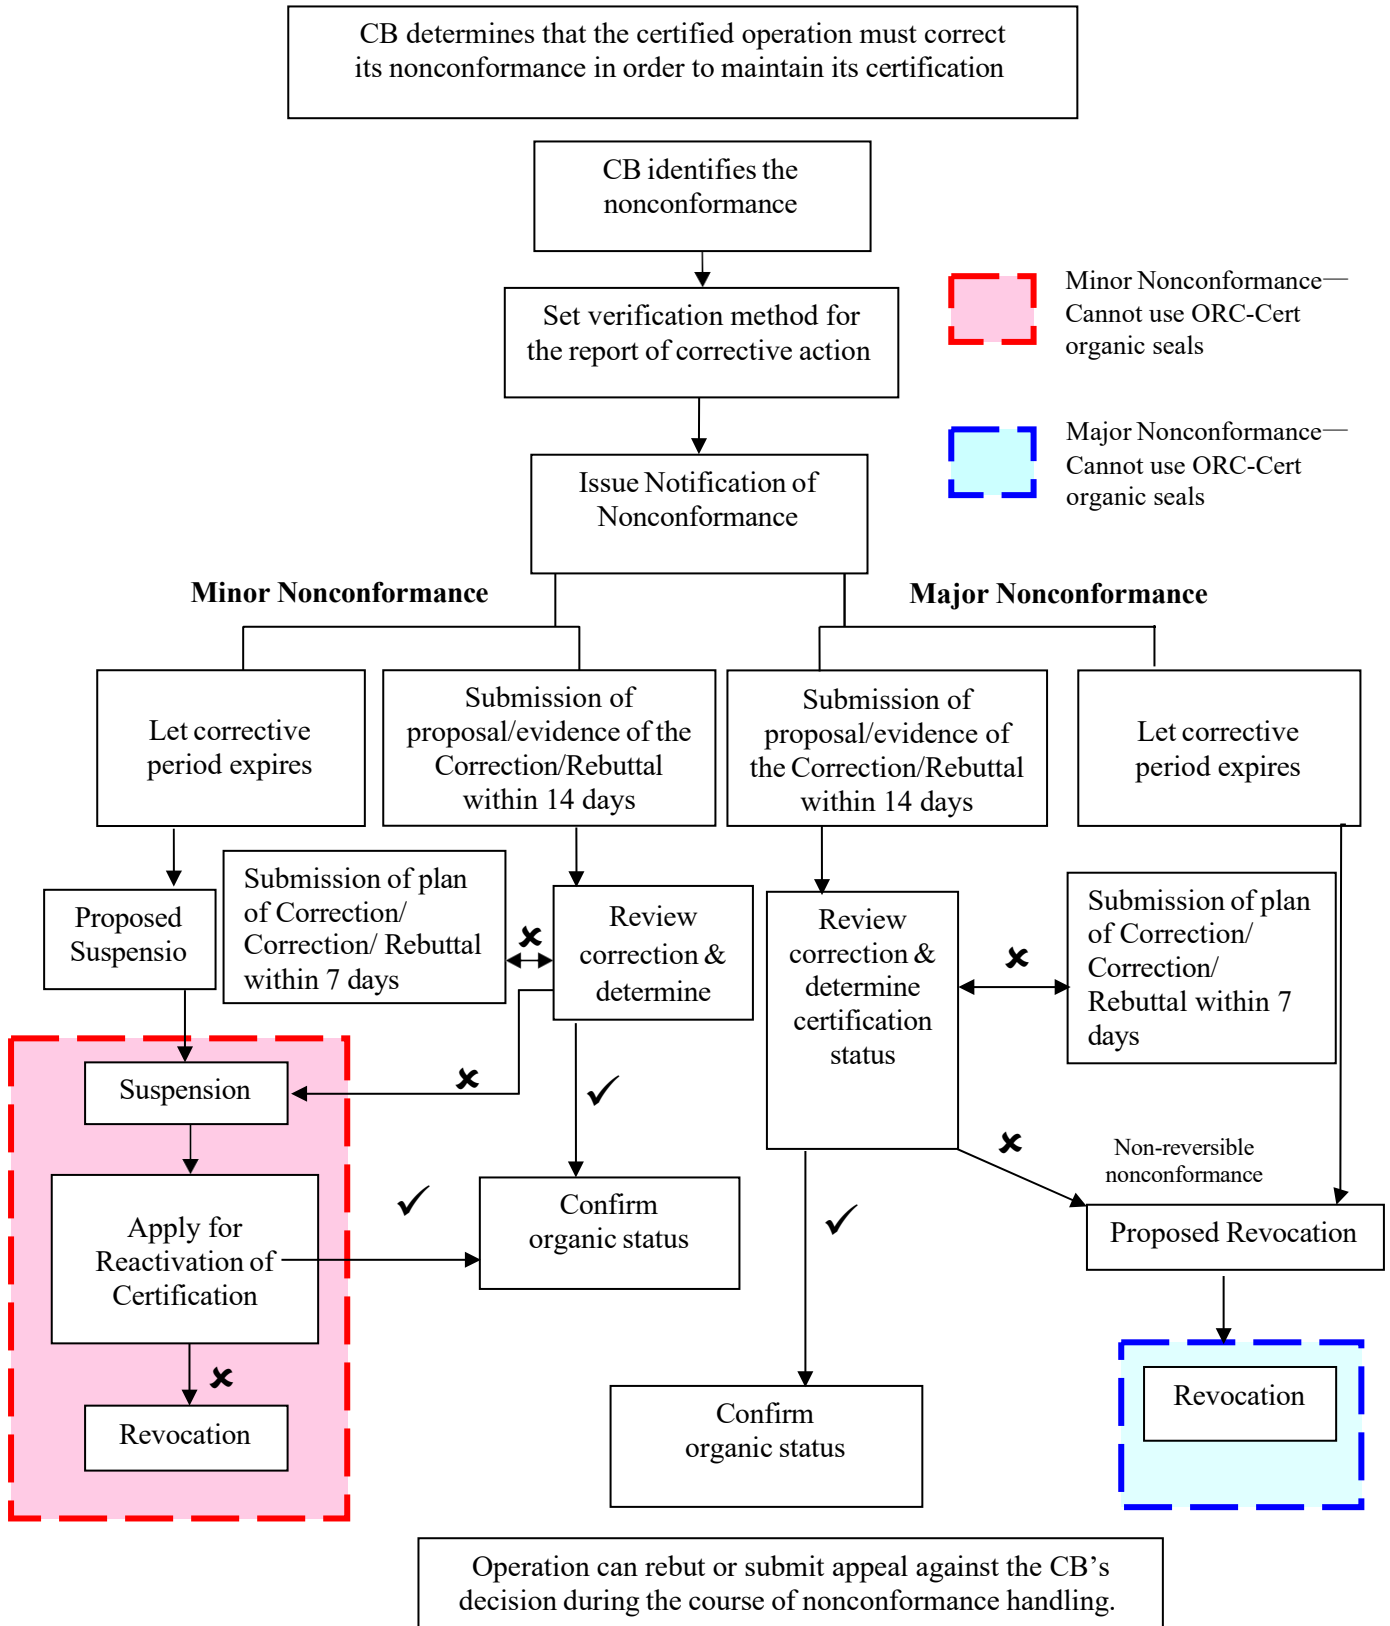 CB determines that the certified operation must correct
its nonconformance in order to maintain its certification
CB identifies the
nonconformance
Set verification method for
the report of corrective action
Minor Nonconformance—
Cannot use ORC-Cert
organic seals
Major Nonconformance—
Cannot use ORC-Cert
organic seals
Issue Notification of
Nonconformance
Minor Nonconformance
Major Nonconformance
Let corrective
period expires
Submission of
proposal/evidence of the
Correction/Rebuttal
within 14 days
Submission of
proposal/evidence of
the Correction/Rebuttal
within 14 days
Let corrective
period expires
Proposed
Suspensio
Submission of plan
of Correction/
Correction/ Rebuttal
within 7 days
Review
correction &
determine
Review
correction &
determine
certification
status
Submission of plan
of Correction/
Correction/
Rebuttal within 7
days
Suspension
Non-reversible
nonconformance
Apply for
Reactivation of
Certification
Confirm
organic status
Proposed Revocation
Revocation
Confirm
organic status
Revocation
Operation can rebut or submit appeal against the CB’s
decision during the course of nonconformance handling.